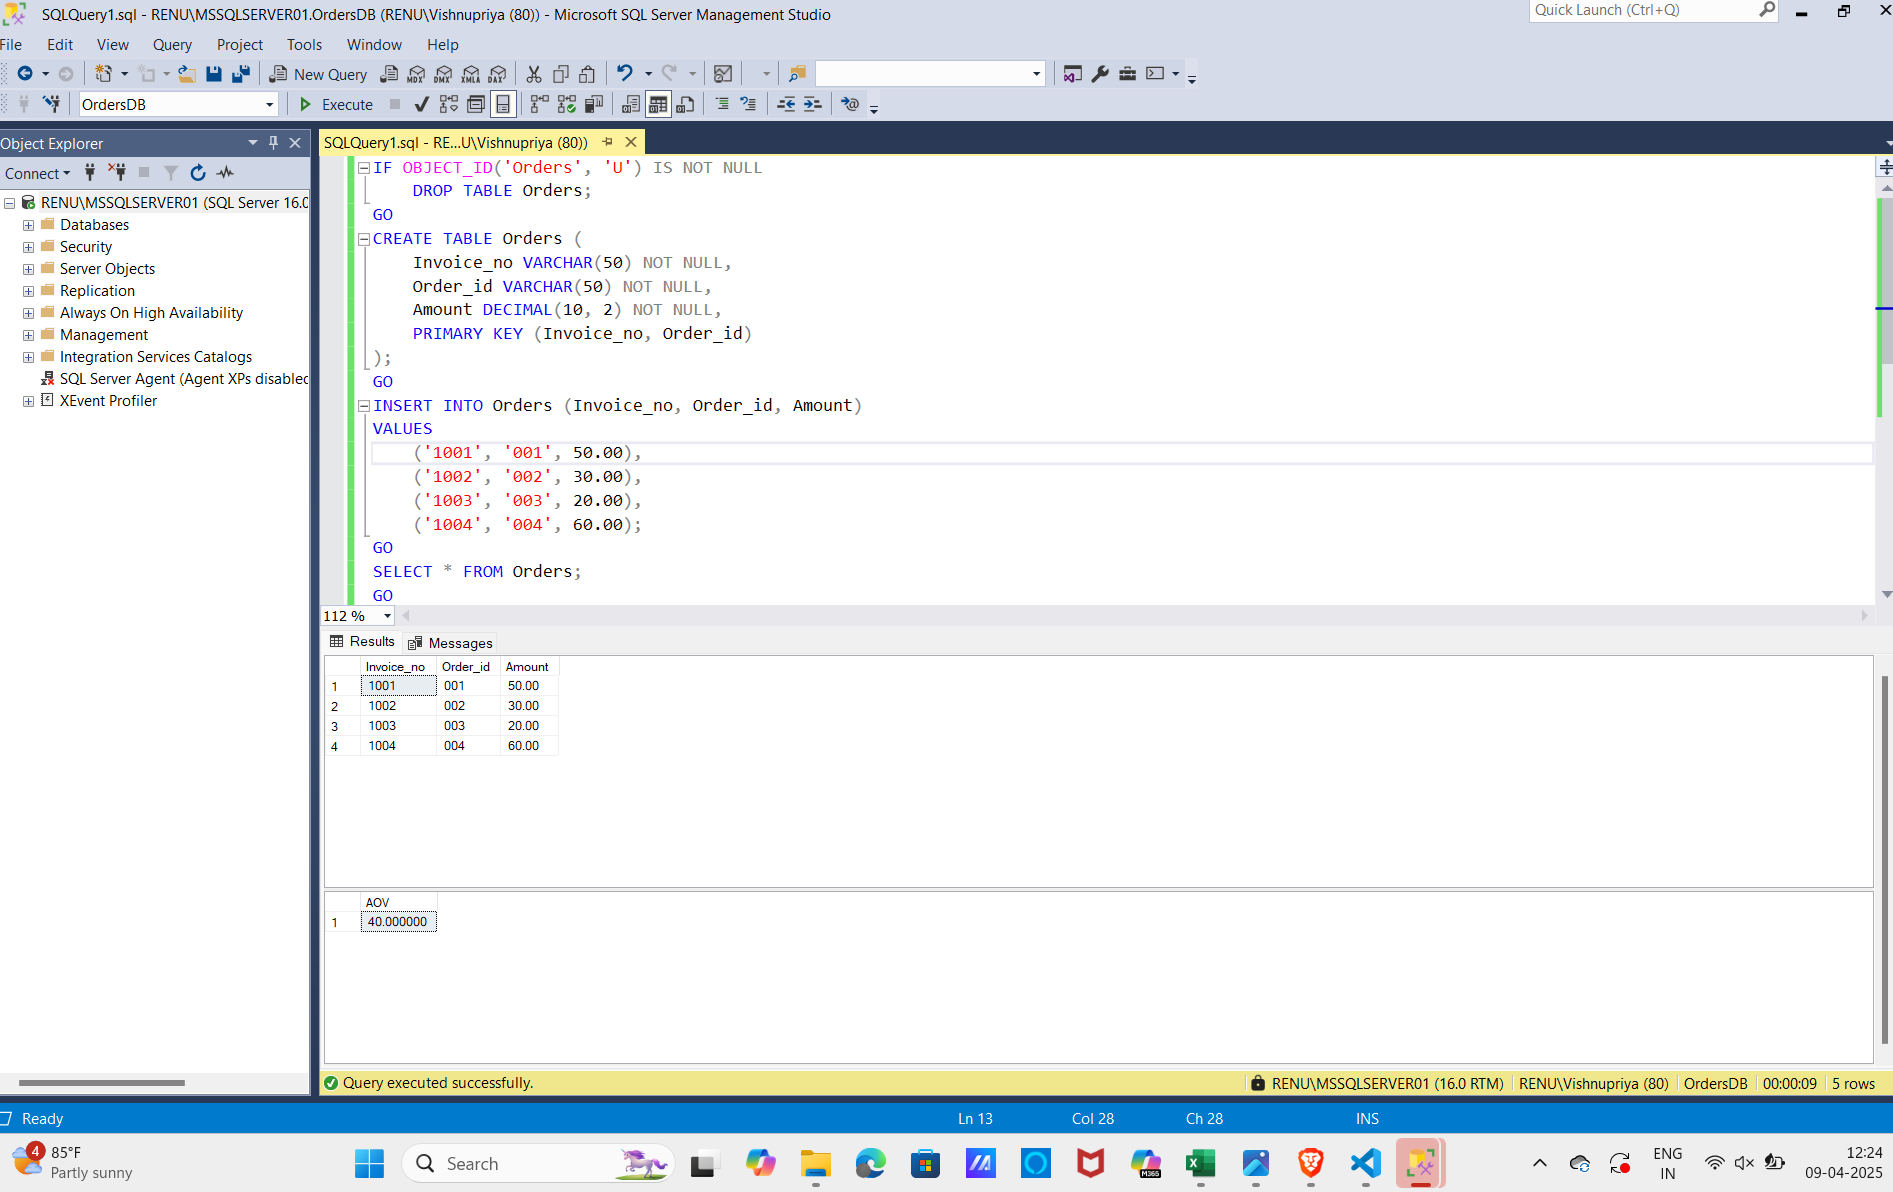 SQLQuery1.sql - RENU\MSSQLSERVER01.OrdersDB (RENU\Vishnupriya (80)) - Microsoft SQL Server Management Studio
Quick Launch (Ctrl+Q)
File Edit View Query Project Tools Window Help
New Query MDX DMX XMLA DAX
OrdersDB Execute
Object Explorer
SQLQuery1.sql - RE...U\Vishnupriya (80))
Connect
RENU\MSSQLSERVER01 (SQL Server 16.0
Databases
Security
Server Objects
Replication
Always On High Availability
Management
Integration Services Catalogs
SQL Server Agent (Agent XPs disabled
XEvent Profiler
IF OBJECT_ID('Orders', 'U') IS NOT NULL
DROP TABLE Orders;
GO
CREATE TABLE Orders (
Invoice_no VARCHAR(50) NOT NULL,
Order_id VARCHAR(50) NOT NULL,
Amount DECIMAL(10, 2) NOT NULL,
PRIMARY KEY (Invoice_no, Order_id)
);
GO
INSERT INTO Orders (Invoice_no, Order_id, Amount)
VALUES
('1001', '001', 50.00),
('1002', '002', 30.00),
('1003', '003', 20.00),
('1004', '004', 60.00);
GO
SELECT * FROM Orders;
GO
112 %
Results Messages
Invoice_no Order_id Amount
1 1001 001 50.00
2 1002 002 30.00
3 1003 003 20.00
4 1004 004 60.00
AOV
1 40.000000
Query executed successfully.
RENU\MSSQLSERVER01 (16.0 RTM) RENU\Vishnupriya (80) OrdersDB 00:00:09 5 rows
Ready Ln 13 Col 28 Ch 28 INS
4 85°F
Partly sunny
Search
M365
ENG
IN
12:24
09-04-2025